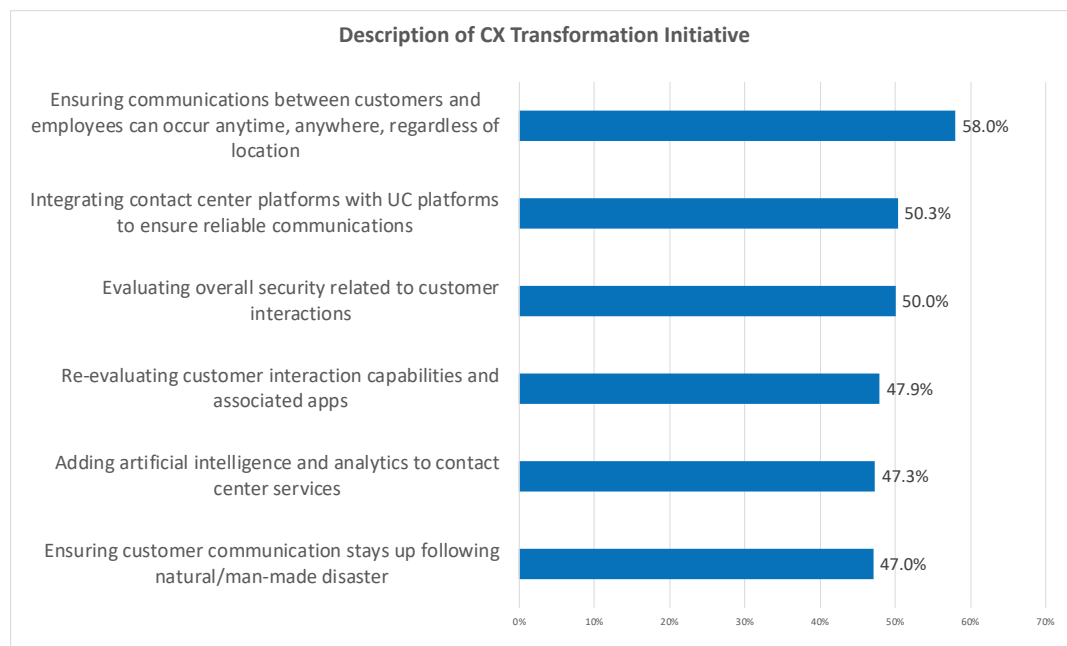 Description of CX Transformation Initiative
Ensuring communications between customers and
employees can occur anytime, anywhere, regardless of
location
58.0%
Integrating contact center platforms with UC platforms
to ensure reliable communications
50.3%
Evaluating overall security related to customer
interactions
50.0%
Re-evaluating customer interaction capabilities and
associated apps
47.9%
Adding artificial intelligence and analytics to contact
center services
47.3%
Ensuring customer communication stays up following
natural/man-made disaster
47.0%
0% 10% 20% 30% 40% 50% 60% 70%